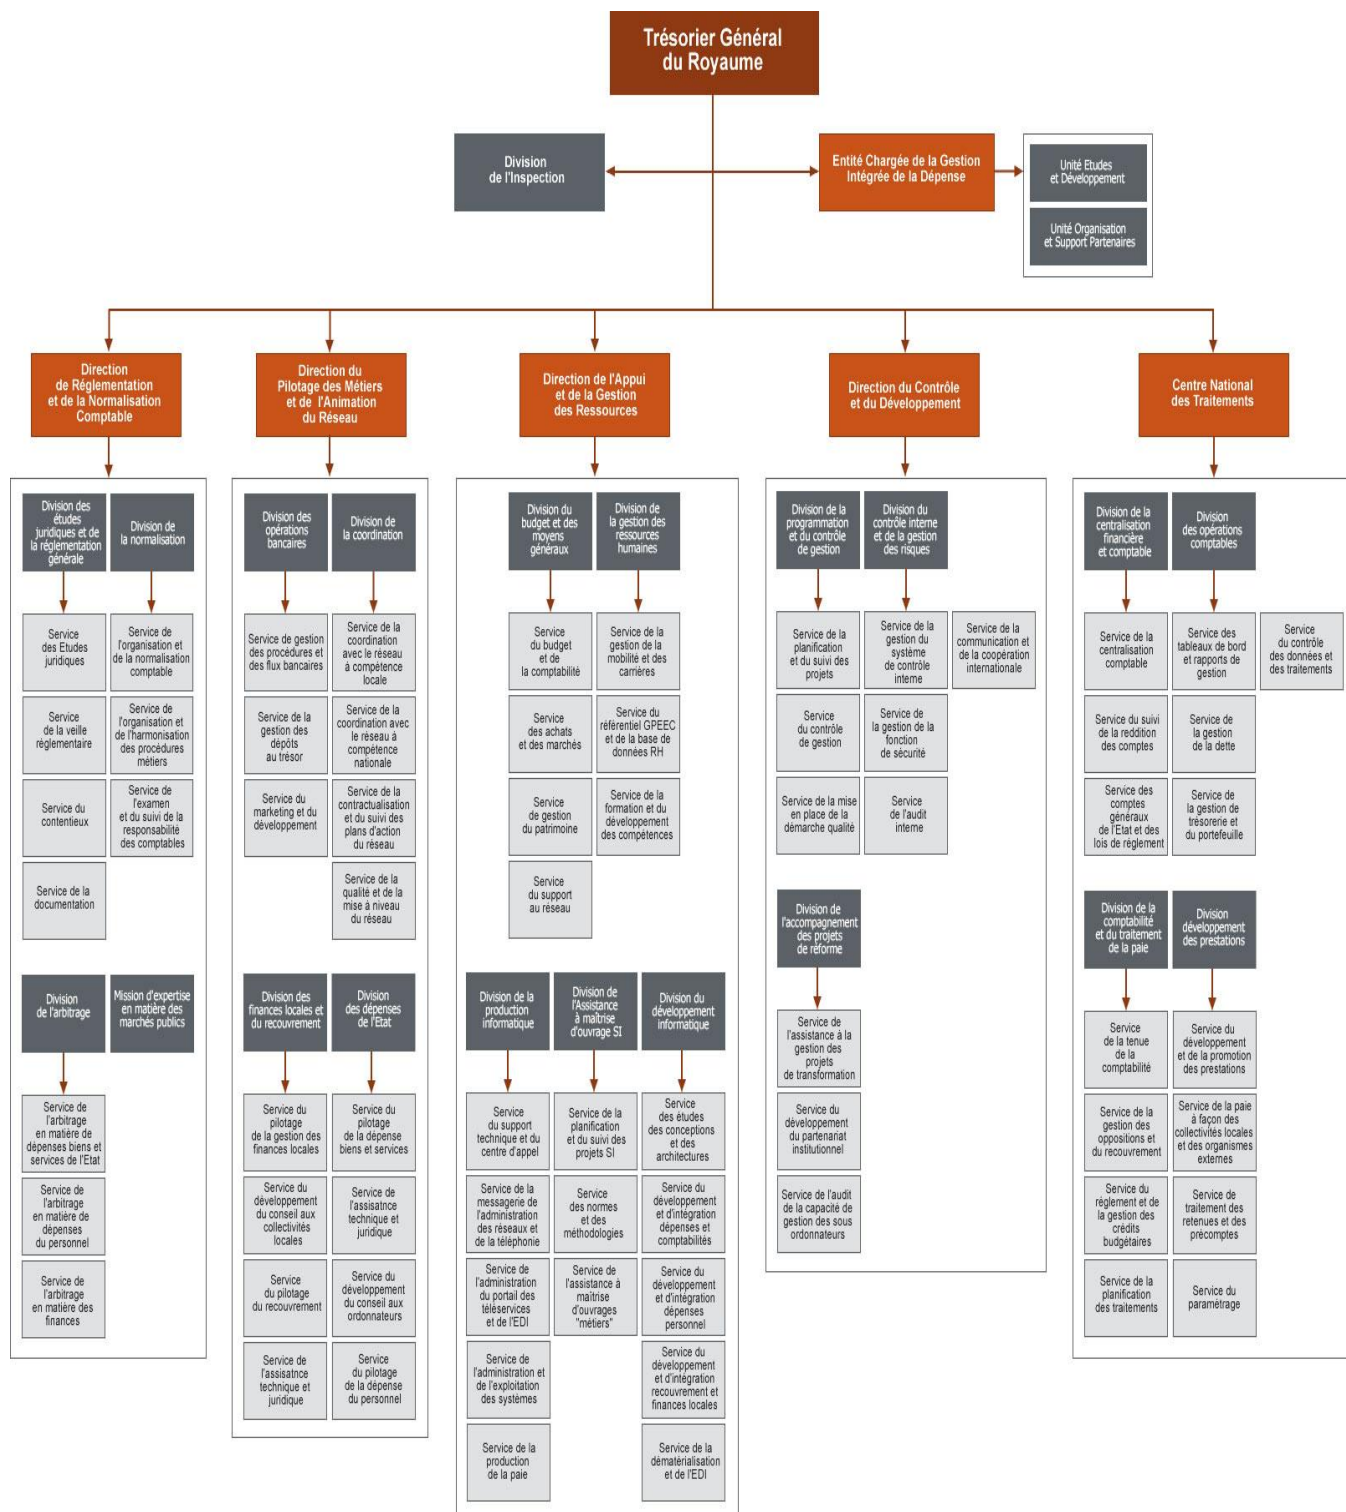 Trésorier Général
du Royaume
Division
de l'Inspection
Entité Chargée de la Gestion
Intégrée de la Dépense
Unité Etudes
et Développement
Unité Organisation
et Support Partenaires
Direction
de Réglementation
et de la Normalisation
Comptable
Direction du
Pilotage des Métiers
et de l'Animation
du Réseau
Direction de l'Appui
et de la Gestion
des Ressources
Direction du Contrôle
et du Développement
Centre National
des Traitements
Division des
études
juridiques et de
la réglementation
générale
Division de
la normalisation
Service
des Etudes
juridiques
Service de
l'organisation et
de la normalisation
comptable
Service
de la veille
réglementaire
Service de
l'organisation et
de l'harmonisation
des procédures
métiers
Service du
contentieux
Service de
l'examen
et du suivi de la
responsabilité
des comptables
Service de la
documentation
Division
de l'arbitrage
Mission d'expertise
en matière des
marchés publics
Service de
l'arbitrage
en matière de
dépenses biens et
services de l'Etat
Service de
l'arbitrage
en matière de
dépenses
du personnel
Service de
l'arbitrage
en matière des
finances
Division des
opérations
bancaires
Division de
la coordination
Service de gestion
des procédures et
des flux bancaires
Service de la
coordination
avec le réseau
à compétence
locale
Service de la
gestion des
dépôts
au trésor
Service de la
coordination avec
le réseau à
compétence
nationale
Service du
marketing et du
développement
Service de la
contractualisation
et du suivi des
plans d'action
du réseau
Service de la
qualité et de la
mise à niveau
du réseau
Division des
finances locales et
du recouvrement
Division
des dépenses
de l'Etat
Service du
pilotage
de la gestion des
finances locales
Service du
pilotage
de la dépense
biens et services
Service du
développement
du conseil aux
collectivités
locales
Service de
l'assisatnce
technique et
juridique
Service
du pilotage
du recouvrement
Service du
développement
du conseil aux
ordonnateurs
Service de
l'assisatnce
technique et
juridique
Service
du pilotage
de la dépense
du personnel
Division du
budget et des
moyens
généraux
Division de
la gestion des
ressources
humaines
Service
du budget
et de
la comptabilité
Service de la
gestion de la
mobilité et des
carrières
Service
des achats
et des marchés
Service du
référentiel GPEEC
et de la base de
données RH
Service
de gestion
du patrimoine
Service de la
formation et du
développement
des compétences
Service
du support
au réseau
Division de la
production
informatique
Division de
l'Assistance
à maîtrise
d'ouvrage SI
Division du
développement
informatique
Service
du support
technique et du
centre d'appel
Service de la
planification
et du suivi des
projets SI
Service
des études
des conceptions
et des
architectures
Service de la
messagerie de
l'administration
des réseaux et
de la téléphonie
Service
des normes
et des
méthodologies
Service du
développement
et d'intégration
dépenses et
comptabilités
Service de
l'administration
du portail des
téléservices
et de l'EDI
Service de
l'assistance à
maîtrise
d'ouvrages
"métiers"
Service du
développement
et d'intégration
dépenses
personnel
Service de
l'administration et
de l'exploitation
des systèmes
Service du
développement
et d'intégration
recouvrement et
finances locales
Service de la
production
de la paie
Service de la
dématérialisation
et de l'EDI
Division de la
programmation
et du contrôle
de gestion
Division du
contrôle interne
et de la gestion
des risques
Service de la
planification
et du suivi des
projets
Service de la
gestion du
système
de contrôle
interne
Service de la
communication et
de la coopération
internationale
Service
du contrôle
de gestion
Service de
la gestion de la
fonction
de sécurité
Service de la mise
en place de la
démarche qualité
Service
de l'audit
interne
Division de
l'accompagnement
des projets
de réforme
Service de
l'assistance à la
gestion des
projets
de transformation
Service du
développement
du partenariat
institutionnel
Service de l'audit
de la capacité de
gestion des sous
ordonnateurs
Division de la
centralisation
financière
et comptable
Division
des opérations
comptables
Service de la
centralisation
comptable
Service des
tableaux de bord
et rapports de
gestion
Service
du contrôle
des données et
des traitements
Service du suivi
de la reddition
des comptes
Service de
la gestion
de la dette
Service des
comptes
généraux
de l'Etat et des
lois de réglement
Service de
la gestion de
trésorerie et
du portefeuille
Division de la
comptabilité
et du traitement
de la paie
Division
développement
des prestations
Service
de la tenue
de la
comptabilité
Service du
développement
et de la promotion
des prestations
Service de la
gestion des
oppositions et
du recouvrement
Service de la paie
à façon des
collectivités locales
et des organismes
externes
Service du
réglement et de
la gestion des
crédits
budgétaires
Service de
traitement des
retenues et des
précomptes
Service de la
planification
des traitements
Service du
paramétrage